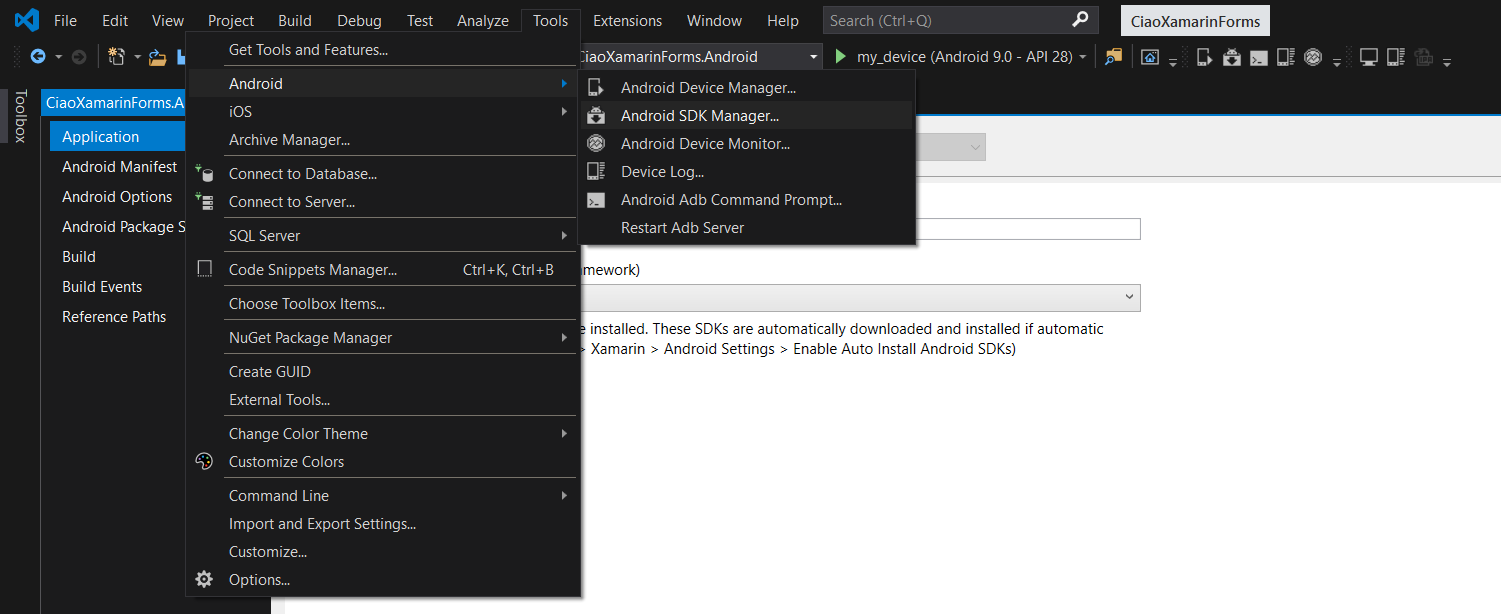 File Edit View Project Build Debug Test Analyze Tools Extensions Window Help Search (Ctrl+Q) CiaoXamarinForms
CiaoXamarinForms.Android my_device (Android 9.0 - API 28)
Toolbox
CiaoXamarinForms.A
Application
Android Manifest
Android Options
Android Package S
Build
Build Events
Reference Paths
Get Tools and Features...
Android
iOS
Archive Manager...
Connect to Database...
Connect to Server...
SQL Server
Code Snippets Manager... Ctrl+K, Ctrl+B
Choose Toolbox Items...
NuGet Package Manager
Create GUID
External Tools...
Change Color Theme
Customize Colors
Command Line
Import and Export Settings...
Customize...
Options...
Android Device Manager...
Android SDK Manager...
Android Device Monitor...
Device Log...
Android Adb Command Prompt...
Restart Adb Server
mework)
e installed. These SDKs are automatically downloaded and installed if automatic
> Xamarin > Android Settings > Enable Auto Install Android SDKs)